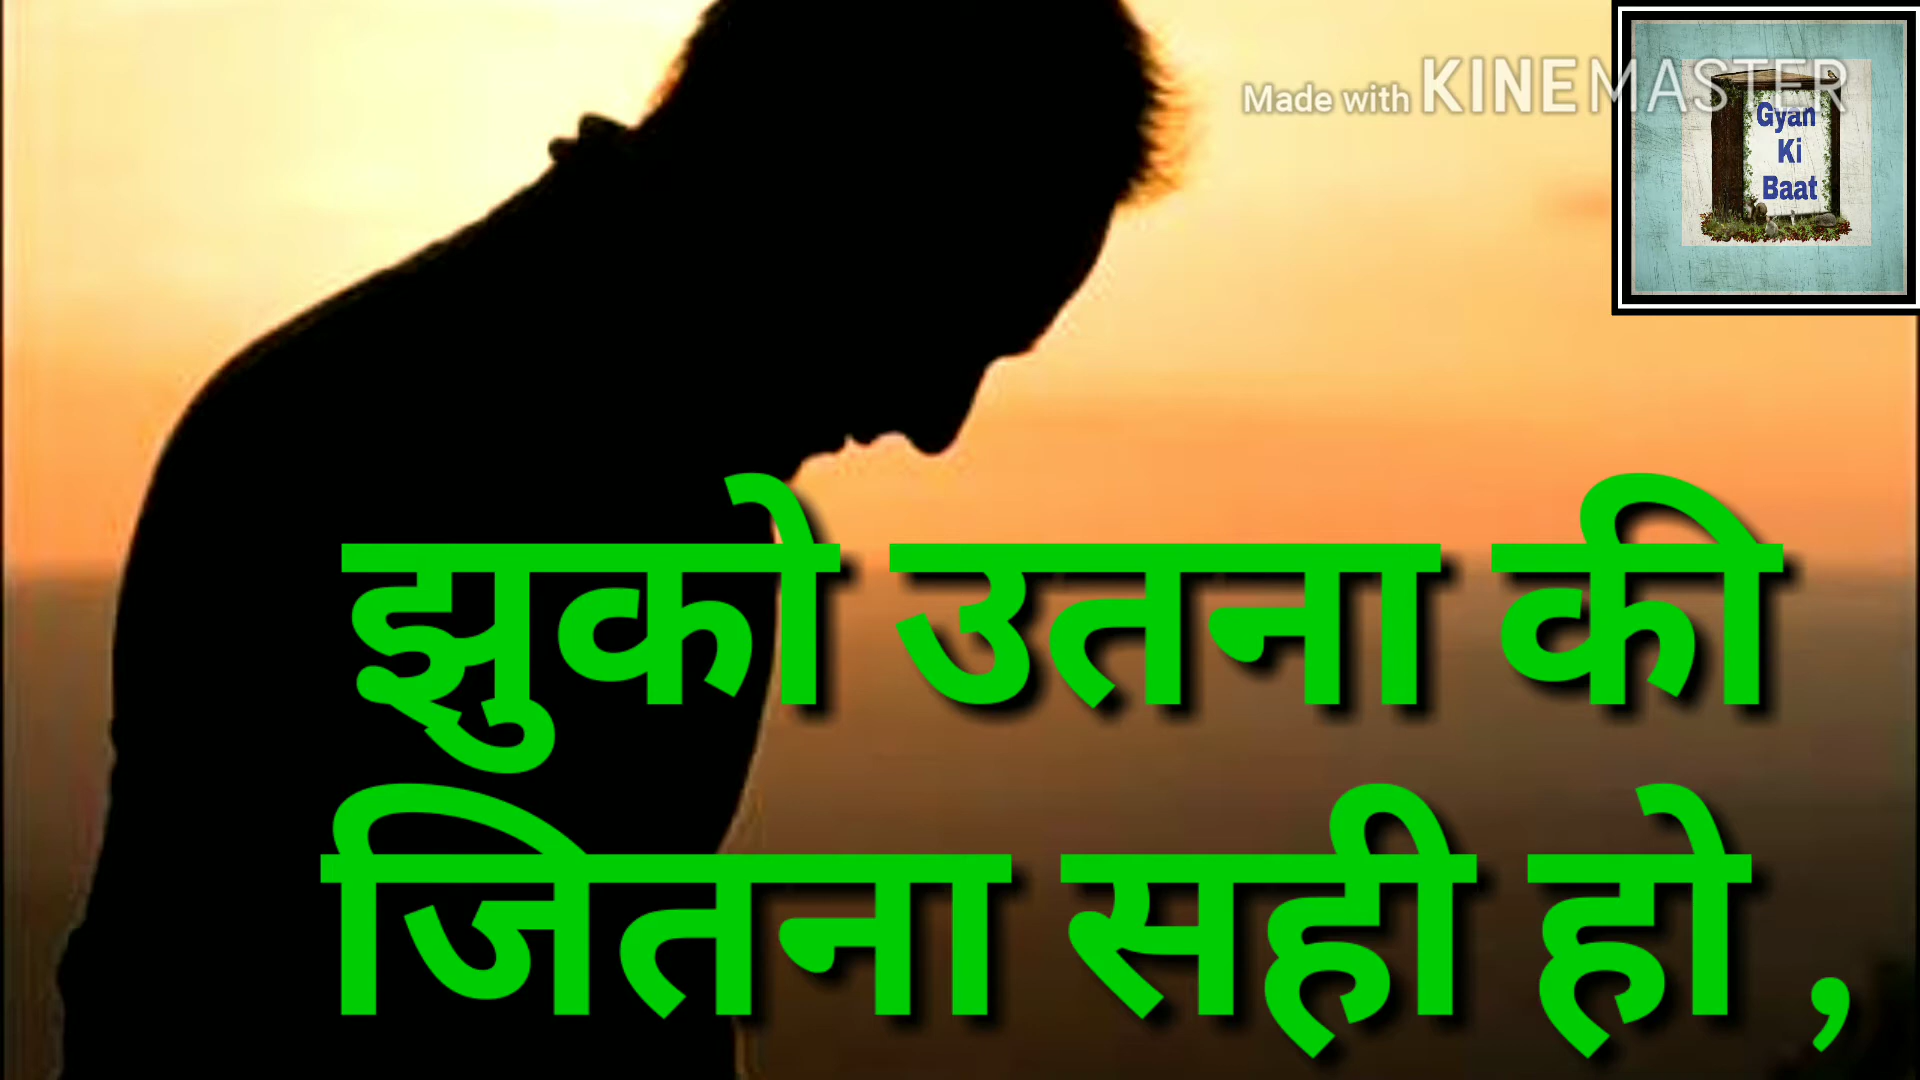 Made with KINEMASTER
Gyan
Ki
Baat
झुको उतना की
जितना सही हो ,